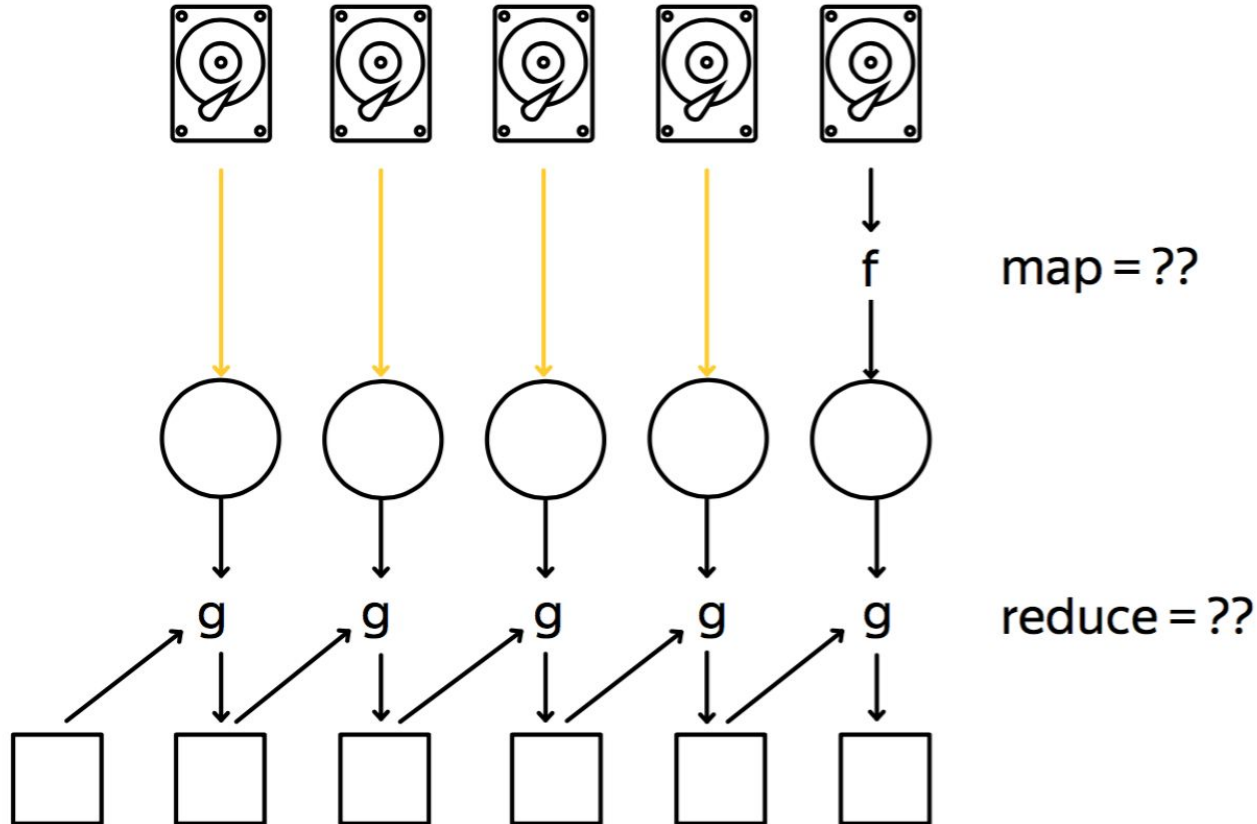 f map = ??
g g g g g reduce = ??